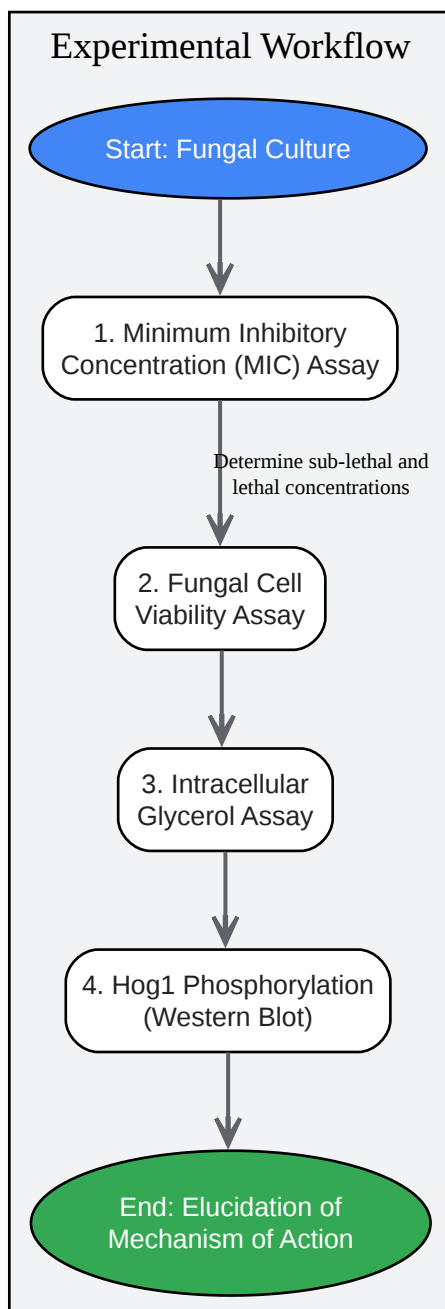 Experimental Workflow
Start: Fungal Culture
1. Minimum Inhibitory
Concentration (MIC) Assay
Determine sub-lethal and
lethal concentrations
2. Fungal Cell
Viability Assay
3. Intracellular
Glycerol Assay
4. Hog1 Phosphorylation
(Western Blot)
End: Elucidation of
Mechanism of Action